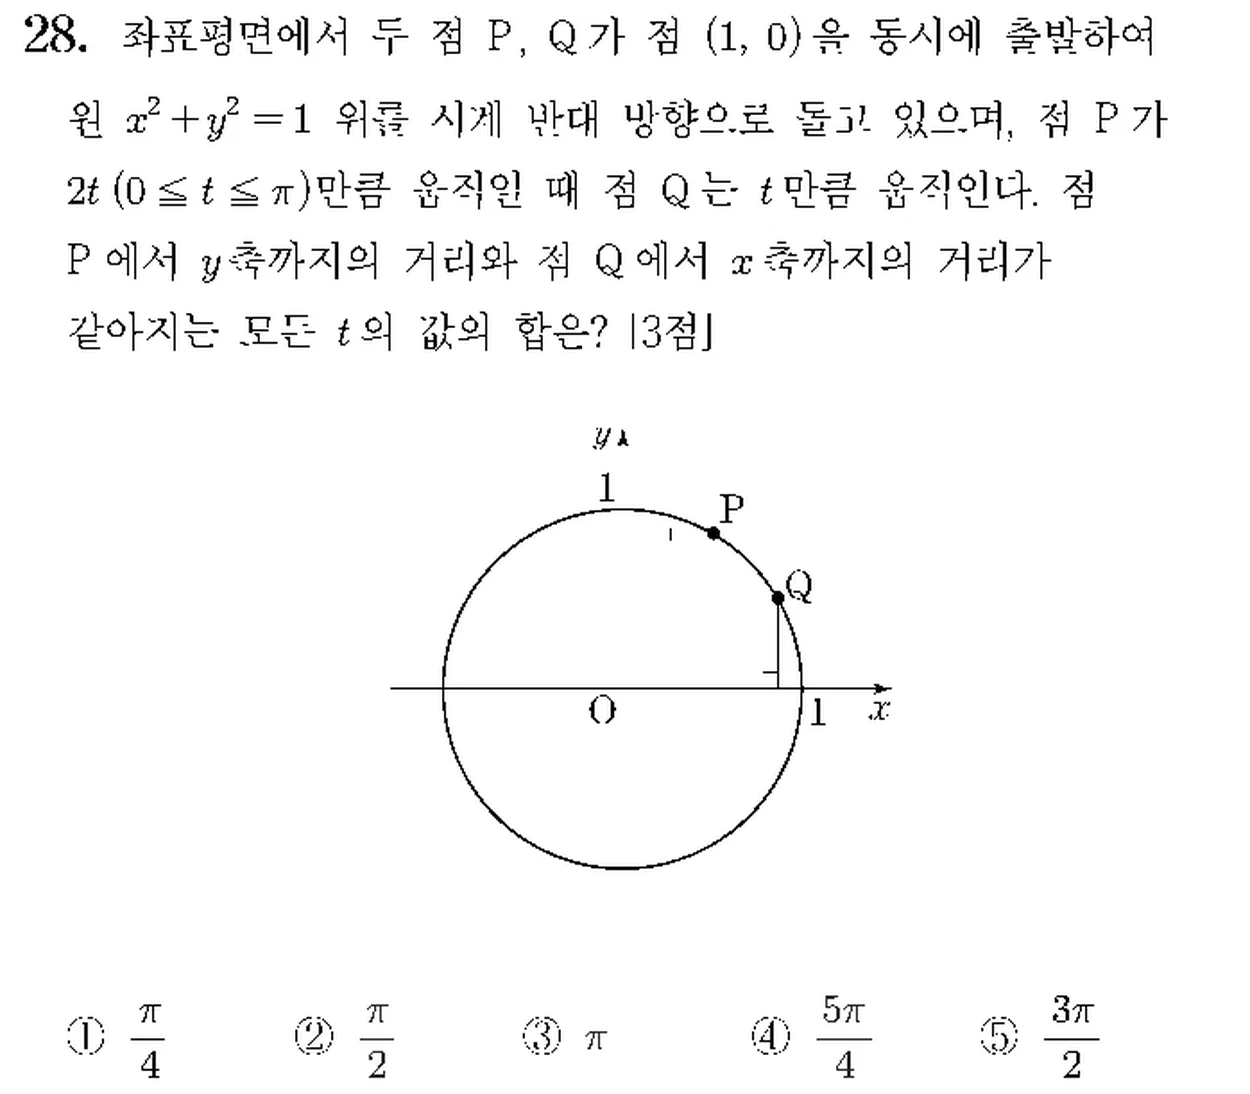 28. 좌표평면에서 두 점 P, Q가 점 (1, 0)을 동시에 출발하여
원 x²+y²=1 위를 시계 반대 방향으로 돌고 있으며, 점 P가
2t (0≦t≦π)만큼 움직일 때 점 Q는 t만큼 움직인다. 점
P에서 y축까지의 거리와 점 Q에서 x축까지의 거리가
같아지는 모든 t의 값의 합은? [3점]
y
1
P
Q
O
1
x
① π/4 ② π/2 ③ π ④ 5π/4 ⑤ 3π/2